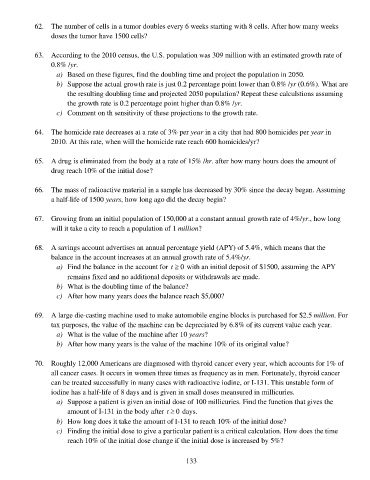 62. The number of cells in a tumor doubles every 6 weeks starting with 8 cells. After how many weeks
does the tumor have 1500 cells?
63. According to the 2010 census, the U.S. population was 309 million with an estimated growth rate of
0.8% /yr.
a) Based on these figures, find the doubling time and project the population in 2050.
b) Suppose the actual growth rate is just 0.2 percentage point lower than 0.8% /yr (0.6%). What are
the resulting doubling time and projected 2050 population? Repeat these calculations assuming
the growth rate is 0.2 percentage point higher than 0.8% /yr.
c) Comment on the sensitivity of these projections to the growth rate.
64. The homicide rate decreases at a rate of 3% per year in a city that had 800 homicides per year in
2010. At this rate, when will the homicide rate reach 600 homicides/yr?
65. A drug is eliminated from the body at a rate of 15% /hr. after how many hours does the amount of
drug reach 10% of the initial dose?
66. The mass of radioactive material in a sample has decreased by 30% since the decay began. Assuming
a half-life of 1500 years, how long ago did the decay begin?
67. Growing from an initial population of 150,000 at a constant annual growth rate of 4%/yr., how long
will it take a city to reach a population of 1 million?
68. A savings account advertises an annual percentage yield (APY) of 5.4%, which means that the
balance in the account increases at an annual growth rate of 5.4%/yr.
a) Find the balance in the account for t ≥ 0 with an initial deposit of $1500, assuming the APY
remains fixed and no additional deposits or withdrawals are made.
b) What is the doubling time of the balance?
c) After how many years does the balance reach $5,000?
69. A large die-casting machine used to make automobile engine blocks is purchased for $2.5 million. For
tax purposes, the value of the machine can be depreciated by 6.8% of its current value each year.
a) What is the value of the machine after 10 years?
b) After how many years is the value of the machine 10% of its original value?
70. Roughly 12,000 Americans are diagnosed with thyroid cancer every year, which accounts for 1% of
all cancer cases. It occurs in women three times as frequency as in men. Fortunately, thyroid cancer
can be treated successfully in many cases with radioactive iodine, or I-131. This unstable form of
iodine has a half-life of 8 days and is given in small doses meansured in millicuries.
a) Suppose a patient is given an initial dose of 100 millicuries. Find the function that gives the
amount of I-131 in the body after t ≥ 0 days.
b) How long does it take the amount of I-131 to reach 10% of the initial dose?
c) Finding the initial dose to give a particular patient is a critical calculation. How does the time
reach 10% of the initial dose change if the initial dose is increased by 5%?
133